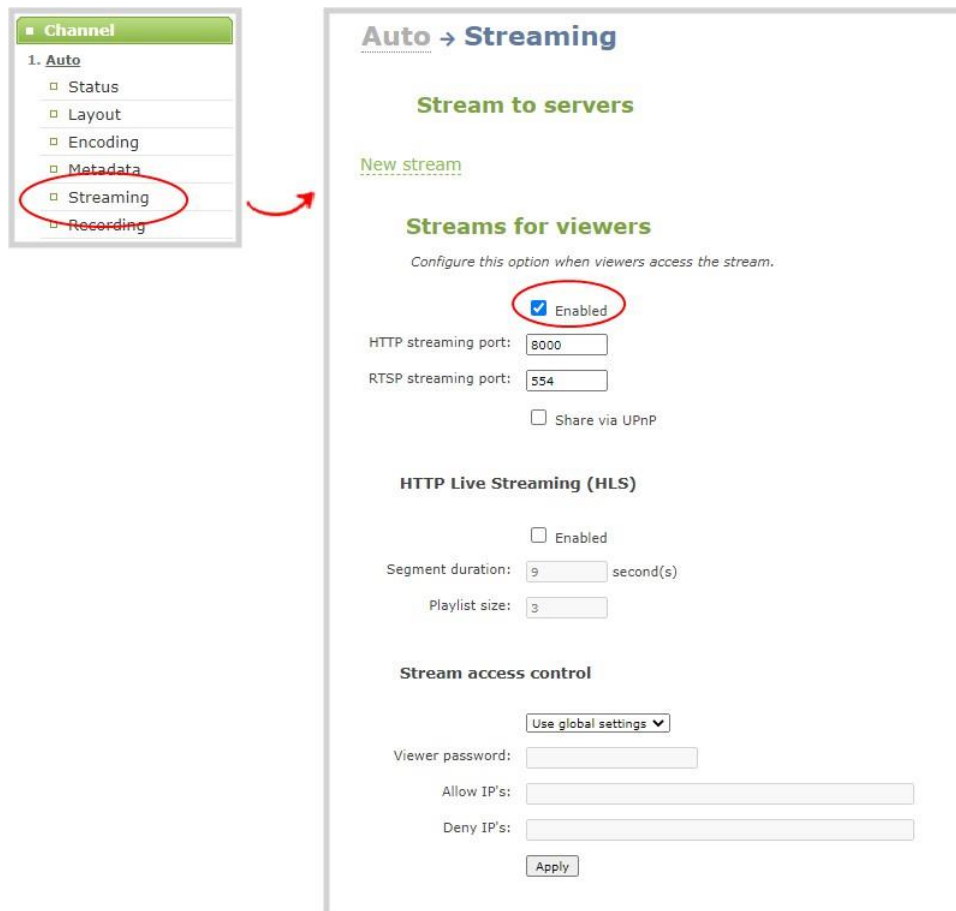 Channel
1. Auto
Status
Layout
Encoding
Metadata
Streaming
Recording
Auto → Streaming
Stream to servers
New stream
Streams for viewers
Configure this option when viewers access the stream.
Enabled
HTTP streaming port: 8000
RTSP streaming port: 554
Share via UPnP
HTTP Live Streaming (HLS)
Enabled
Segment duration: 9 second(s)
Playlist size: 3
Stream access control
Use global settings
Viewer password:
Allow IP's:
Deny IP's:
Apply